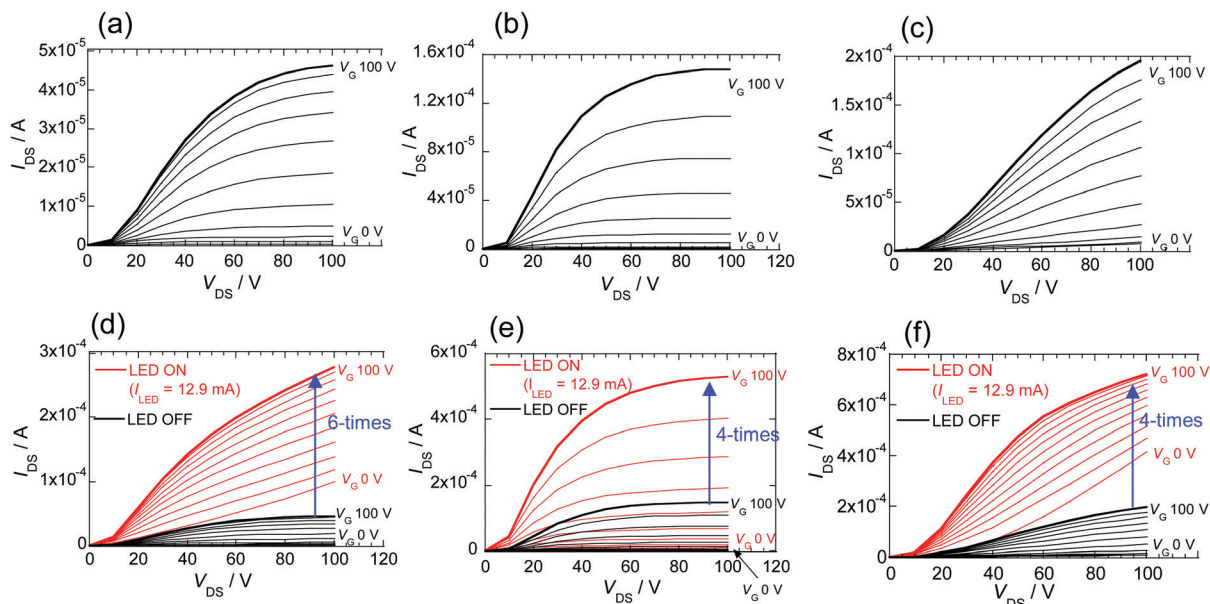 (a)
5x10⁻⁵
4x10⁻⁵
3x10⁻⁵
2x10⁻⁵
1x10⁻⁵
0
I_DS / A
V_G 100 V
V_G 0 V
0 20 40 60 80 100 120
V_DS / V
(b)
1.6x10⁻⁴
1.2x10⁻⁴
8x10⁻⁵
4x10⁻⁵
0
I_DS / A
V_G 100 V
V_G 0 V
0 20 40 60 80 100 120
V_DS / V
(c)
2x10⁻⁴
2x10⁻⁴
1x10⁻⁴
5x10⁻⁵
0
I_DS / A
V_G 100 V
V_G 0 V
0 20 40 60 80 100 120
V_DS / V
(d)
3x10⁻⁴
2x10⁻⁴
1x10⁻⁴
0
I_DS / A
LED ON
(I_LED = 12.9 mA)
LED OFF
V_G 100 V
6-times
V_G 0 V
V_G 100 V
V_G 0 V
0 20 40 60 80 100 120
V_DS / V
(e)
6x10⁻⁴
4x10⁻⁴
2x10⁻⁴
0
I_DS / A
LED ON
(I_LED = 12.9 mA)
LED OFF
V_G 100 V
4-times
V_G 100 V
V_G 0 V
V_G 0 V
0 20 40 60 80 100 120
V_DS / V
(f)
8x10⁻⁴
6x10⁻⁴
4x10⁻⁴
2x10⁻⁴
0
I_DS / A
LED ON
(I_LED = 12.9 mA)
LED OFF
V_G 100 V
4-times
V_G 0 V
V_G 100 V
V_G 0 V
0 20 40 60 80 100 120
V_DS / V